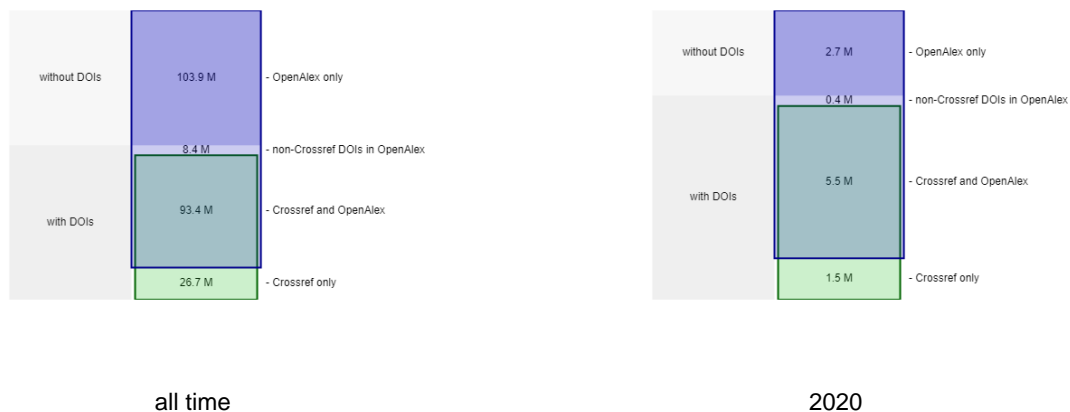 without DOIs
103.9 M
- OpenAlex only
8.4 M
- non-Crossref DOIs in OpenAlex
with DOIs
93.4 M
- Crossref and OpenAlex
26.7 M
- Crossref only
all time
without DOIs
2.7 M
- OpenAlex only
0.4 M
- non-Crossref DOIs in OpenAlex
with DOIs
5.5 M
- Crossref and OpenAlex
1.5 M
- Crossref only
2020